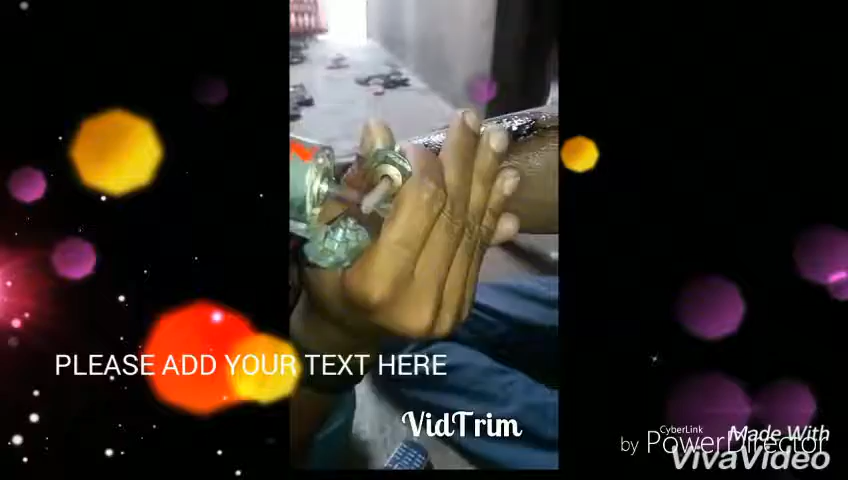 PLEASE ADD YOUR TEXT HERE
VidTrim
CyberLink
by PowerDirector
Made With
VivaVideo